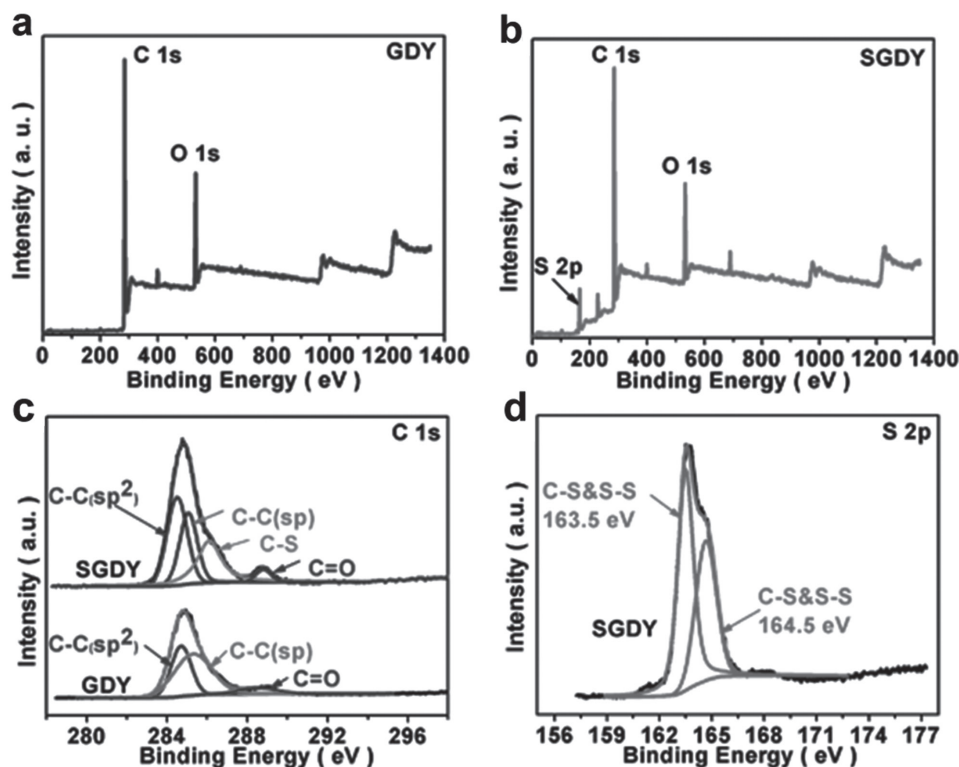 a
GDY
C 1s
O 1s
Intensity ( a. u. )
0 200 400 600 800 1000 1200 1400
Binding Energy ( eV )
b
SGDY
C 1s
O 1s
S 2p
Intensity ( a. u. )
0 200 400 600 800 1000 1200 1400
Binding Energy ( eV )
c
C 1s
C-C(sp²)
C-C(sp)
C-S
SGDY
C=O
C-C(sp²)
C-C(sp)
GDY
C=O
Intensity (a.u.)
280 284 288 292 296
Binding Energy (eV)
d
S 2p
C-S&S-S
163.5 eV
C-S&S-S
SGDY
164.5 eV
Intensity (a.u.)
156 159 162 165 168 171 174 177
Binding Energy (eV)